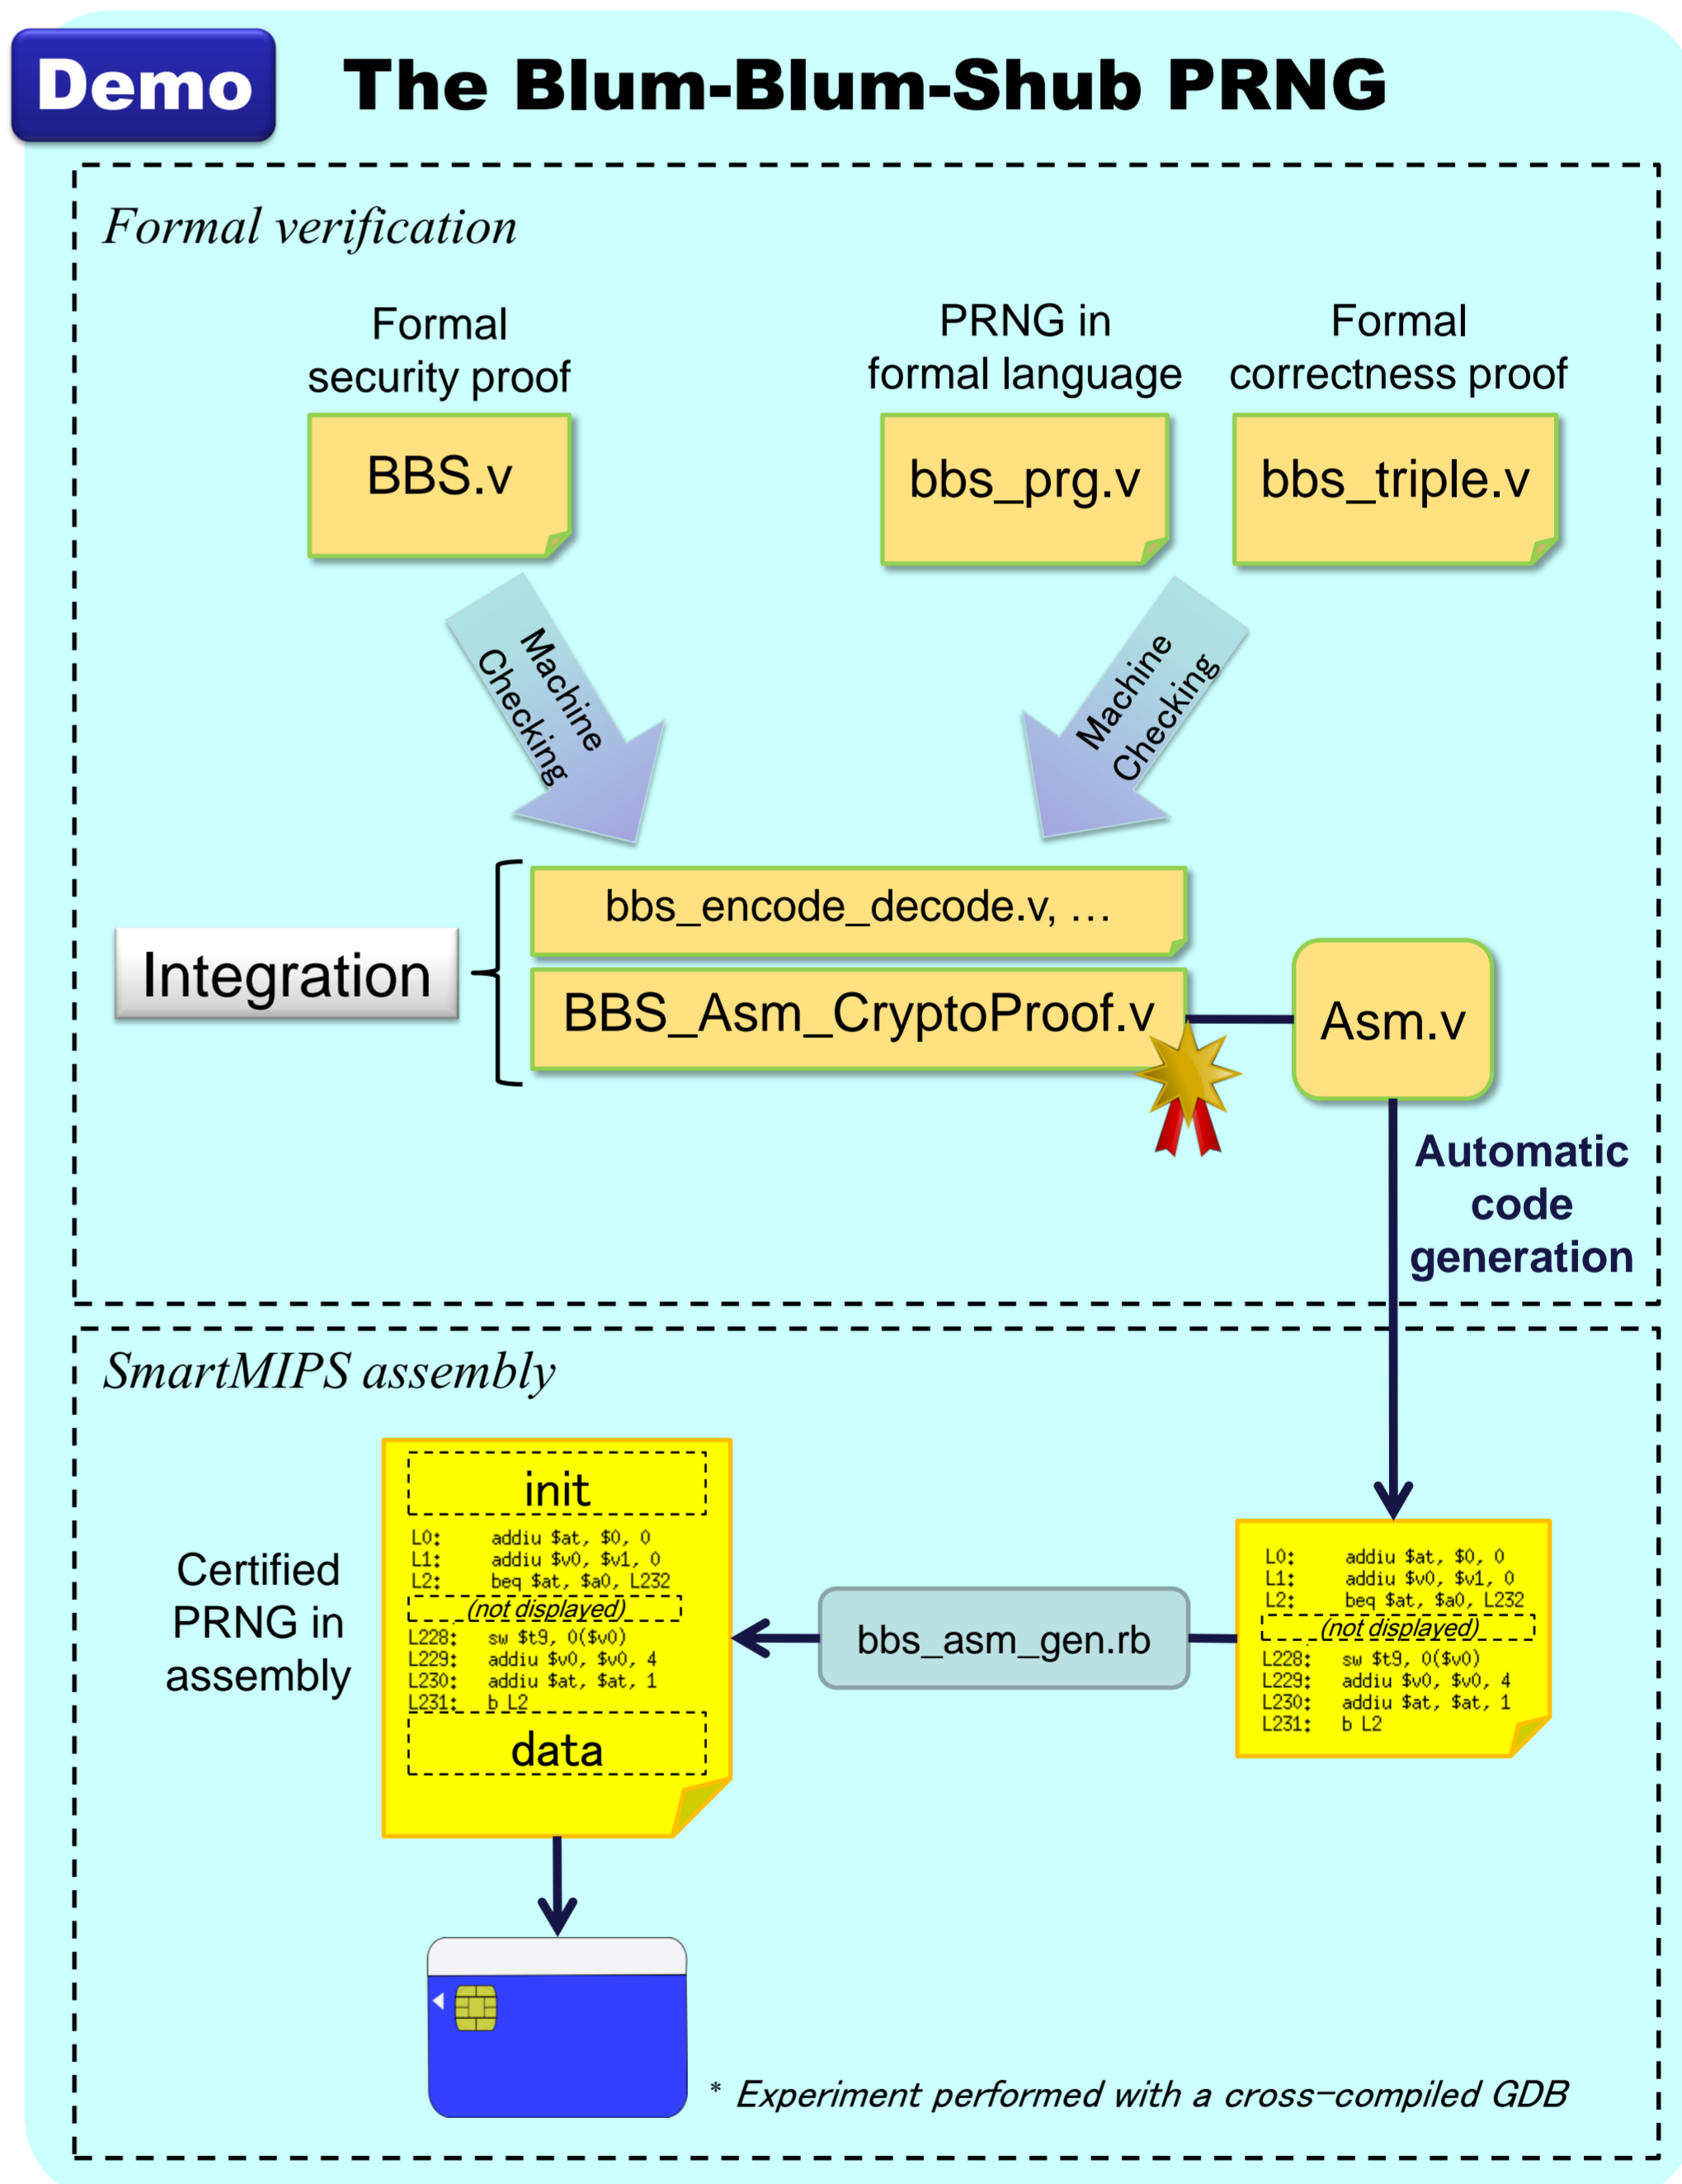 Demo
The Blum-Blum-Shub PRNG
Formal verification
Formal
security proof
PRNG in
formal language
Formal
correctness proof
BBS.v
bbs_prg.v
bbs_triple.v
Machine
Checking
Machine
Checking
Integration
bbs_encode_decode.v, …
BBS_Asm_CryptoProof.v
Asm.v
Automatic
code
generation
SmartMIPS assembly
Certified
PRNG in
assembly
init
L0: addiu $at, $0, 0
L1: addiu $v0, $v1, 0
L2: beq $at, $a0, L232
(not displayed)
L228: sw $t9, 0($v0)
L229: addiu $v0, $v0, 4
L230: addiu $at, $at, 1
L231: b L2
data
bbs_asm_gen.rb
L0: addiu $at, $0, 0
L1: addiu $v0, $v1, 0
L2: beq $at, $a0, L232
(not displayed)
L228: sw $t9, 0($v0)
L229: addiu $v0, $v0, 4
L230: addiu $at, $at, 1
L231: b L2
* Experiment performed with a cross-compiled GDB